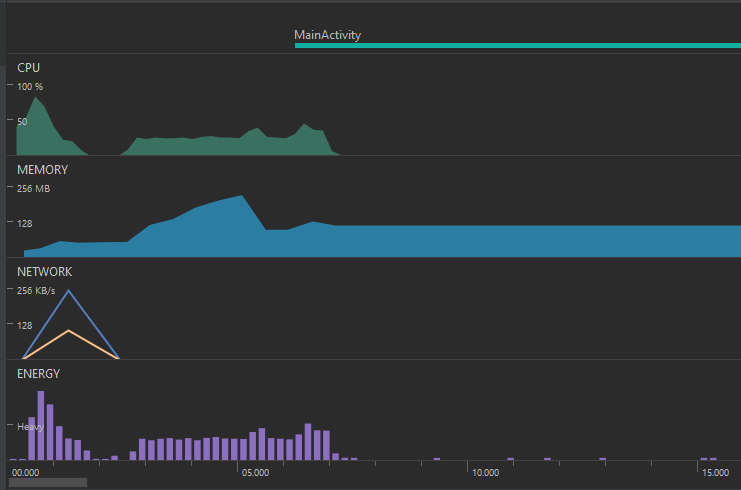 MainActivity
CPU
100 %
50
MEMORY
256 MB
128
NETWORK
256 KB/s
128
ENERGY
Heavy
00.000 05.000 10.000 15.000